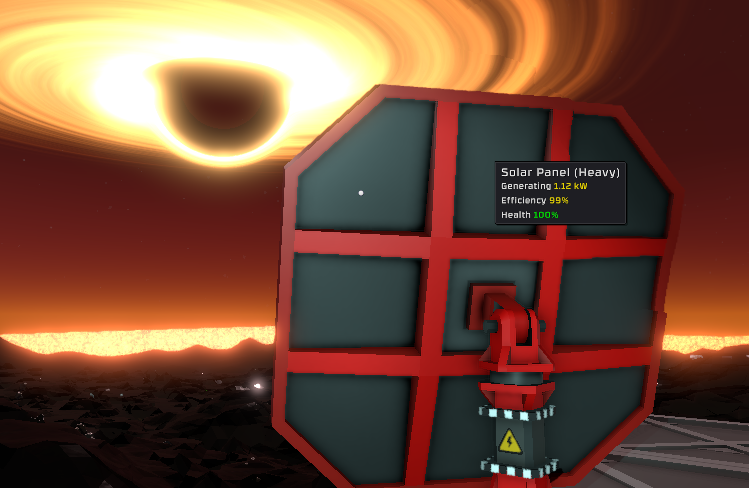 Solar Panel (Heavy)
Generating 1.12 kW
Efficiency 99%
Health 100%